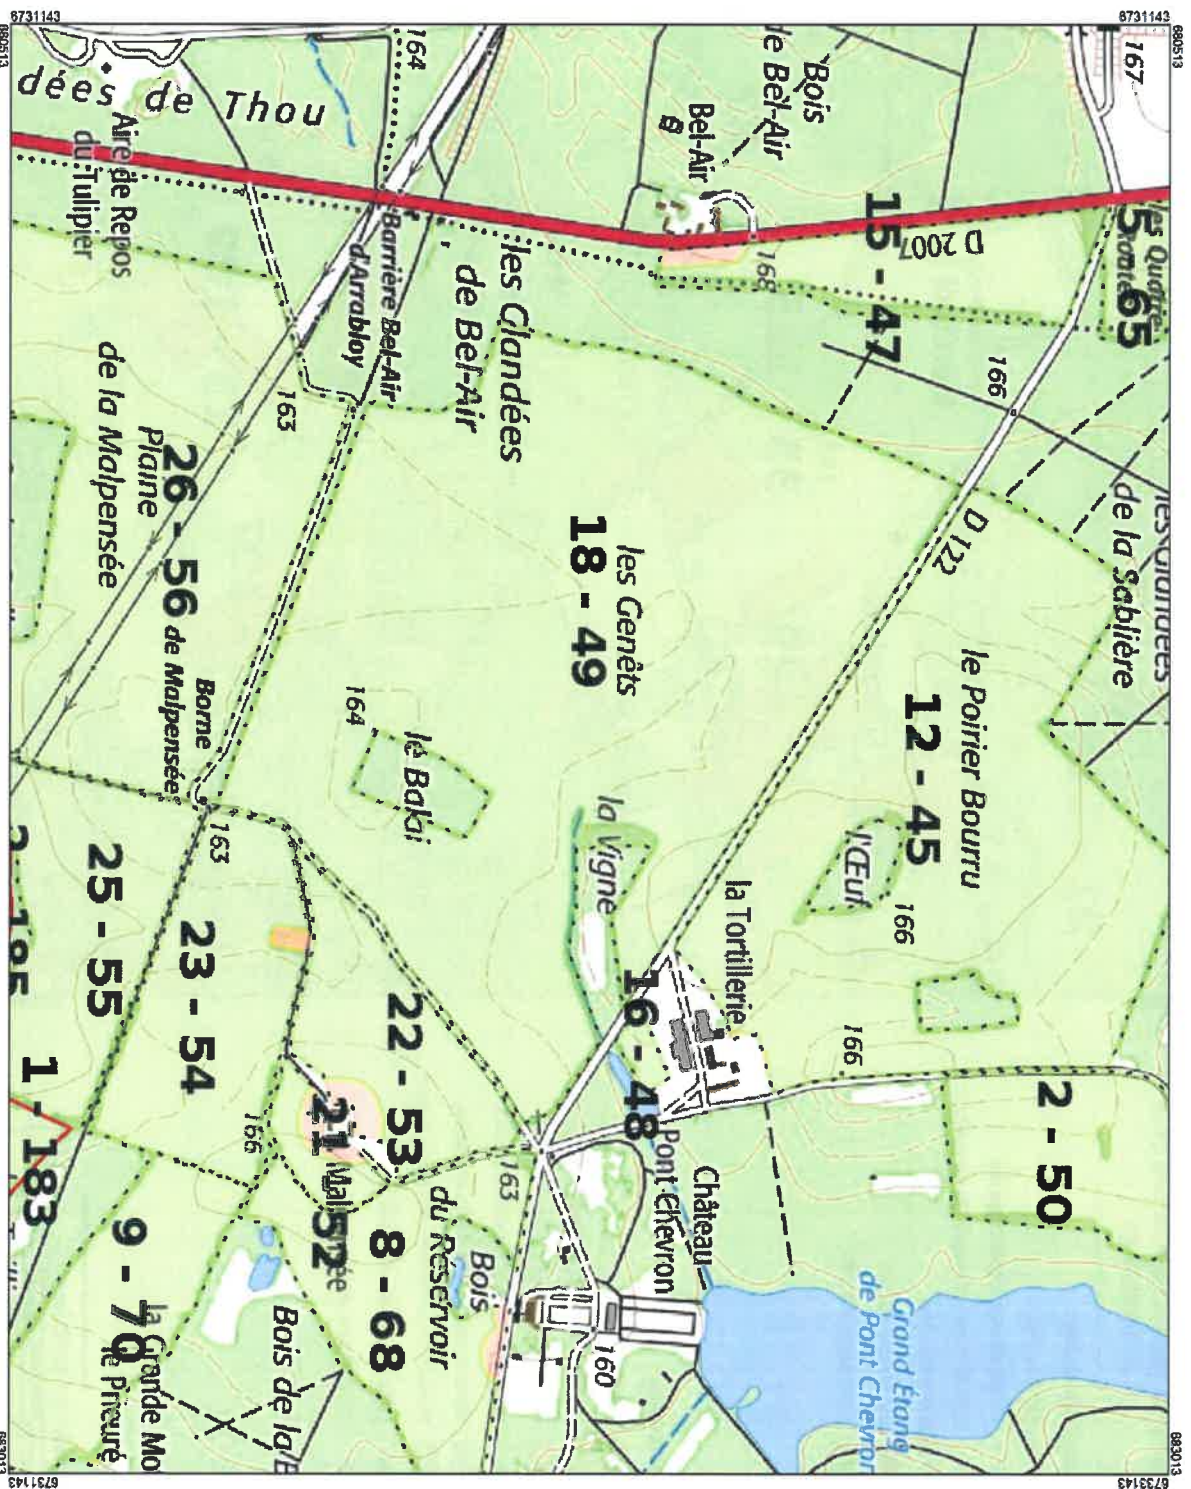 6731143
680513
6731143
680513
164
dées de Thou
Aire de Repos
du Tulipier
Bois
de Bel-Air
Bel-Air
167
D 2007
168
15 - 47
5 - 65
les Quatre
Barrière Bel-Air
d'Arrabloy
les Glandées
de Bel-Air
163
166
Plaine
de la Malpensée
26 - 56
les Glandées
de la Sablière
D 122
les Genêts
18 - 49
Borne
de Malpensée
164
le Bakai
le Poirier Bourru
12 - 45
l'Œuf
166
la Vigne
la Tortillerie
163
25 - 55
23 - 54
22 - 53
16 - 48
166
2 - 50
1 - 183
166
21
52
163
Château
Pont Chevron
du Réservoir
Bois
8 - 68
9 - 70
la Grande Mo
le Prieuré
Bois de la
160
Grand Étang
de Pont Chevron
683013
6731143
683013
6733143